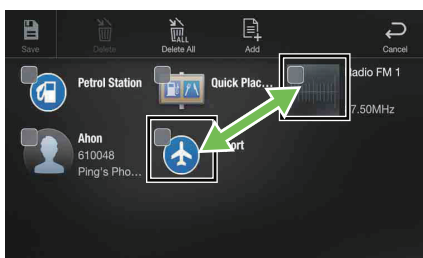 Save
Delete
ALL
Delete All
Add
Cancel
Petrol Station
Quick Plac...
adio FM 1
7.50MHz
Ahon
610048
Ping's Pho...
ort